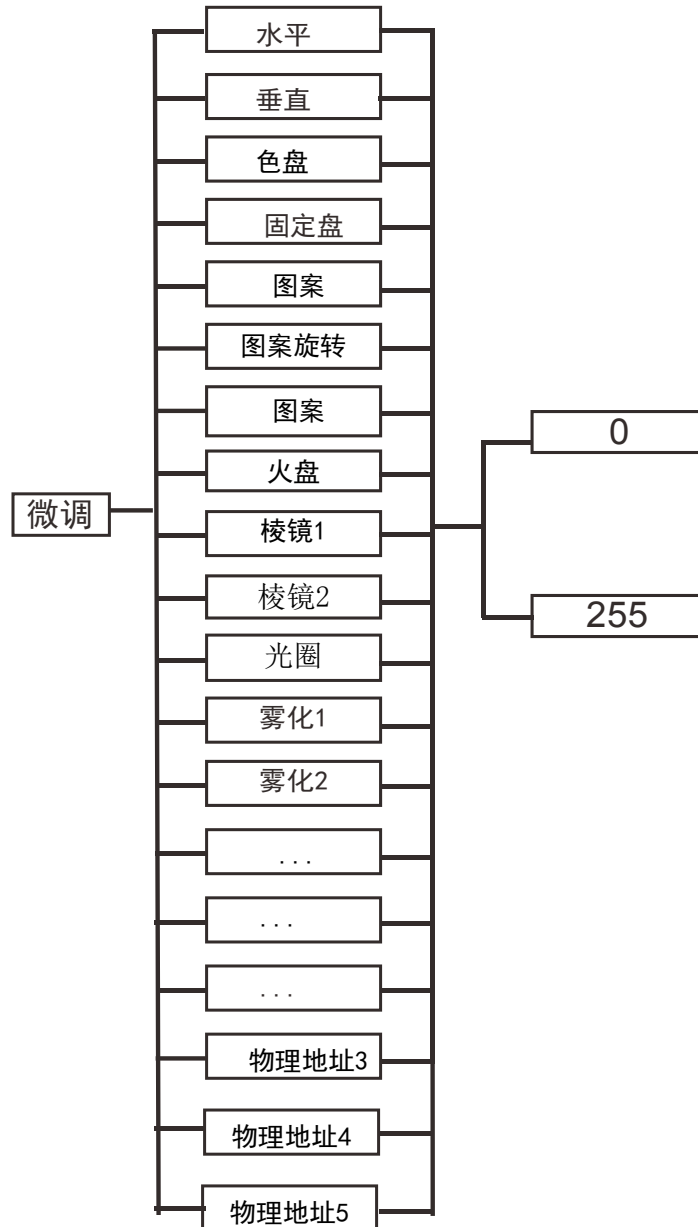 水平
垂直
色盘
固定盘
图案
图案旋转
图案
火盘
微调
棱镜1
棱镜2
光圈
雾化1
雾化2
...
...
...
物理地址3
物理地址4
物理地址5
0
255